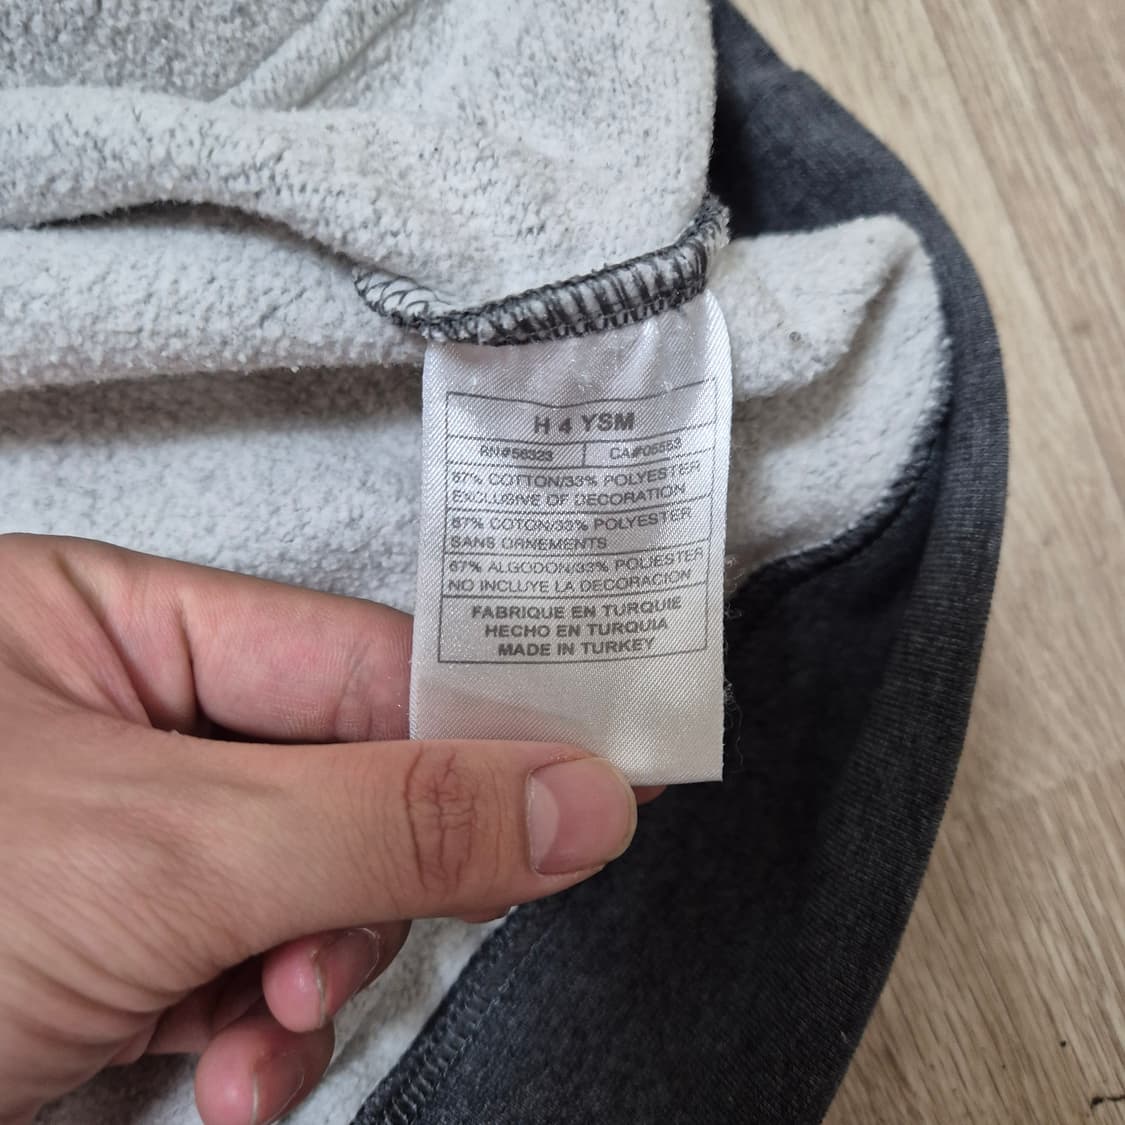 H 4 YSM
RN#56323 CA#05553
67% COTTON/33% POLYESTER
EXCLUSIVE OF DECORATION
67% COTON/33% POLYESTER
SANS ORNEMENTS
67% ALGODON/33% POLIESTER
NO INCLUYE LA DECORACION
FABRIQUE EN TURQUIE
HECHO EN TURQUIA
MADE IN TURKEY